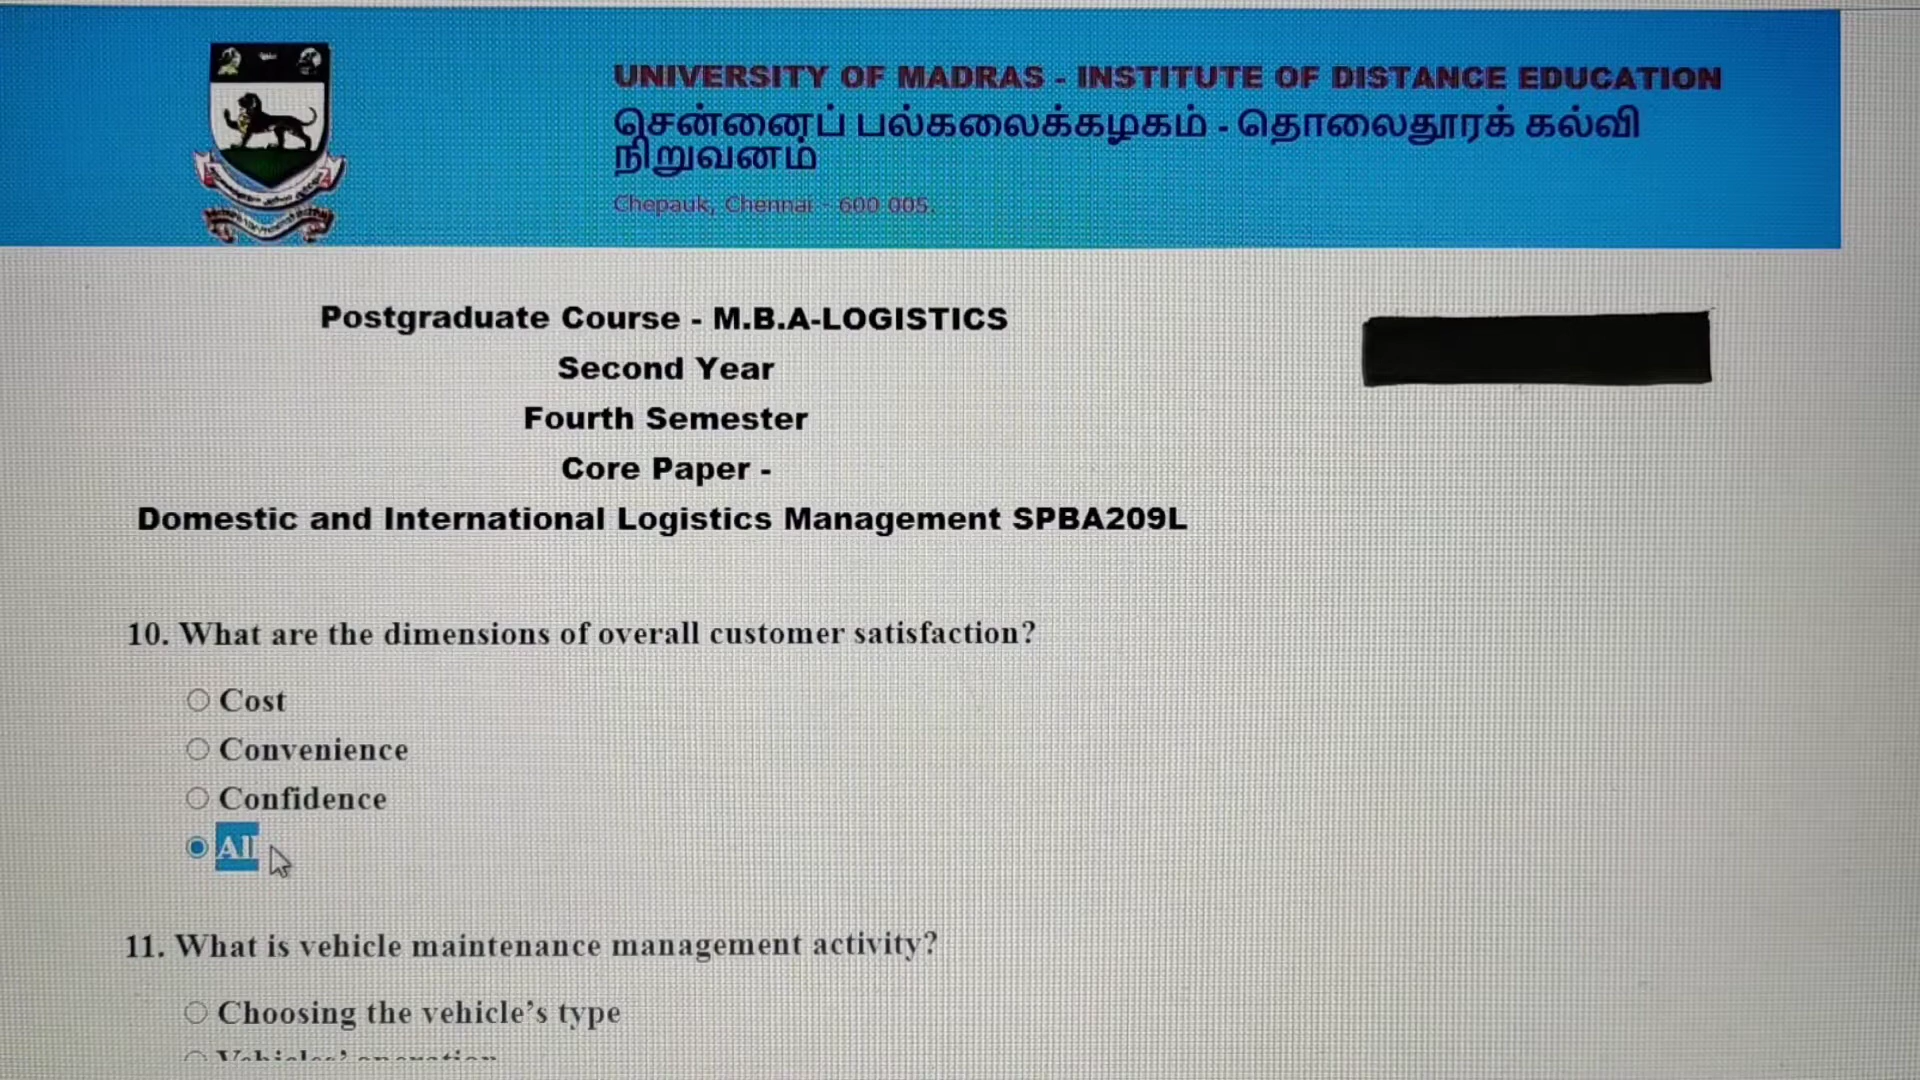 UNIVERSITY OF MADRAS - INSTITUTE OF DISTANCE EDUCATION
சென்னைப் பல்கலைக்கழகம் - தொலைதூரக் கல்வி
நிறுவனம்
Chepauk, Chennai - 600 005.
Postgraduate Course - M.B.A-LOGISTICS
Second Year
Fourth Semester
Core Paper -
Domestic and International Logistics Management SPBA209L
10. What are the dimensions of overall customer satisfaction?
Cost
Convenience
Confidence
All
11. What is vehicle maintenance management activity?
Choosing the vehicle’s type
Vehicles’ operation